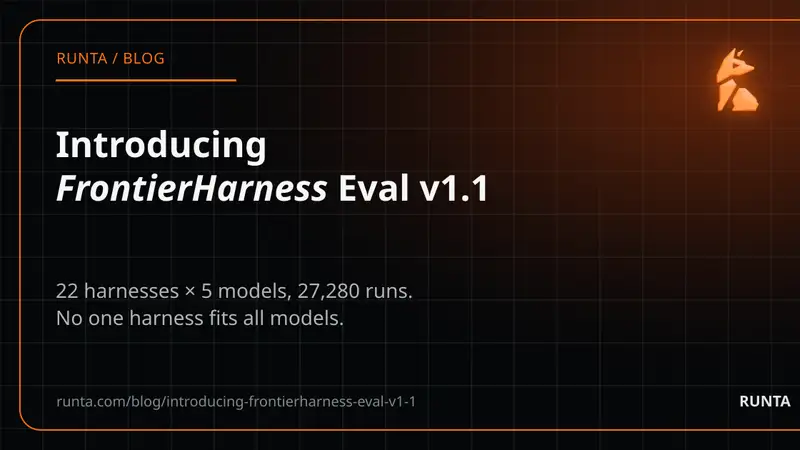 RUNTA / BLOG
Introducing
FrontierHarness Eval v1.1
22 harnesses × 5 models, 27,280 runs.
No one harness fits all models.
runta.com/blog/introducing-frontierharness-eval-v1-1
RUNTA